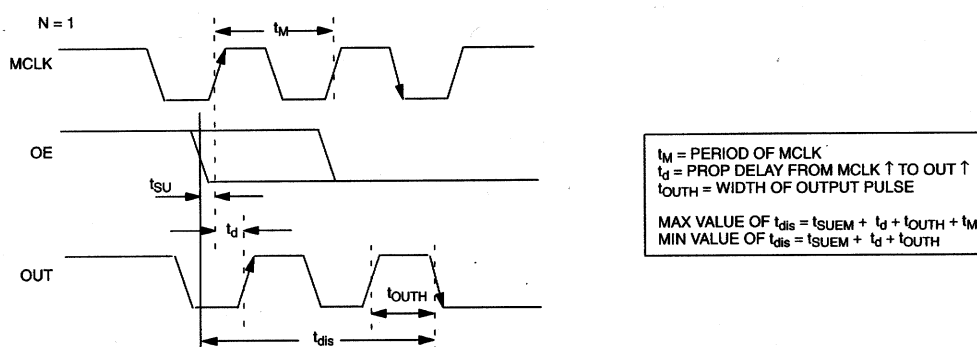 N = 1
t_M
MCLK
OE
t_SU
t_d
OUT
t_OUTH
t_dis
t_M = PERIOD OF MCLK
t_d = PROP DELAY FROM MCLK ↑ TO OUT ↑
t_OUTH = WIDTH OF OUTPUT PULSE
MAX VALUE OF t_dis = t_SUEM + t_d + t_OUTH + t_M
MIN VALUE OF t_dis = t_SUEM + t_d + t_OUTH